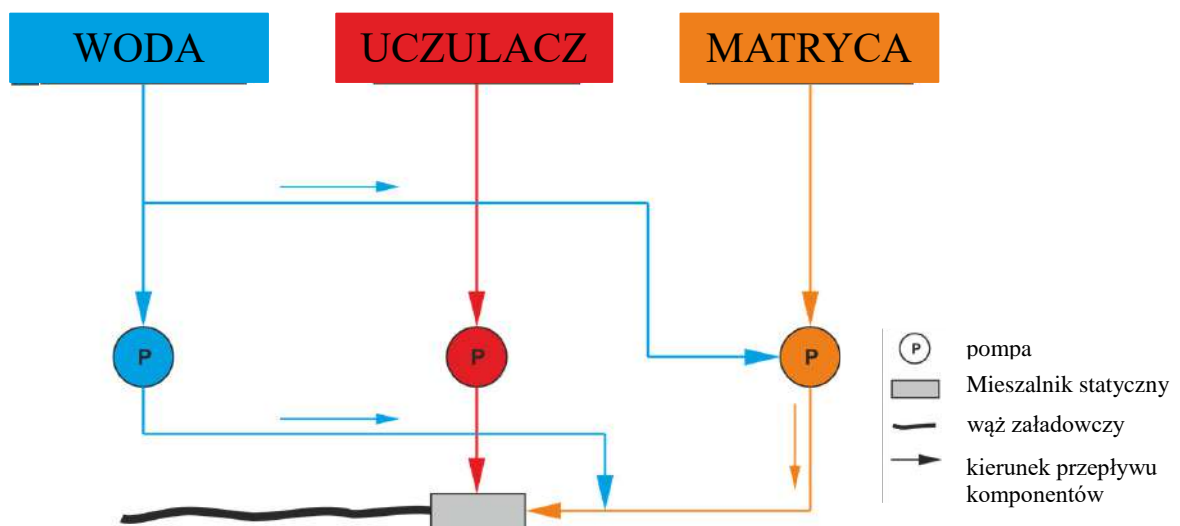 WODA
UCZULACZ
MATRYCA
P
P
P
P
pompa
Mieszalnik statyczny
wąż załadowczy
kierunek przepływu
komponentów